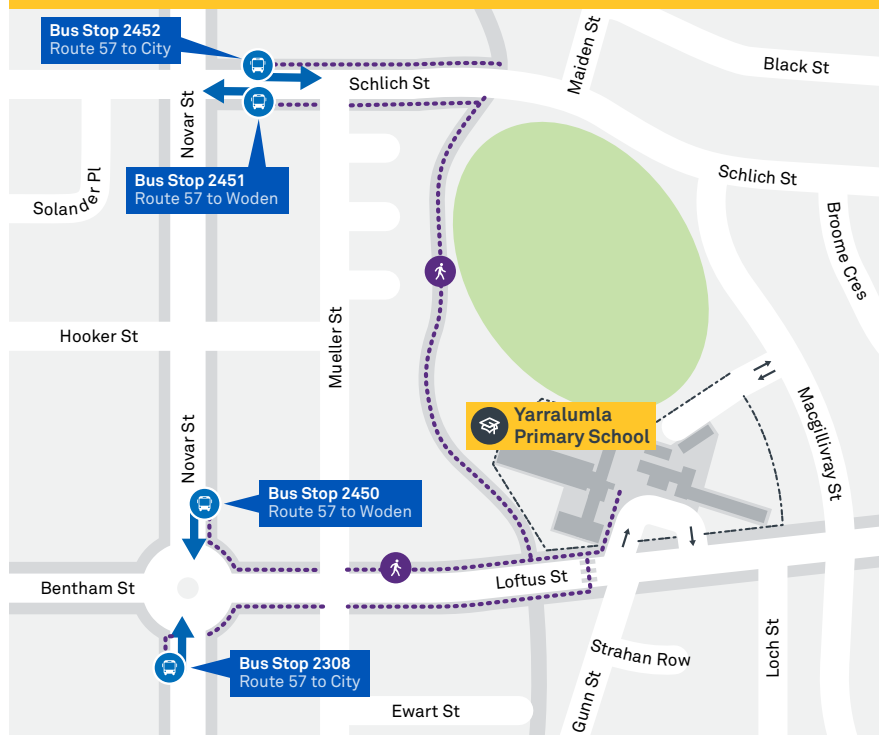 Bus Stop 2452
Route 57 to City
Maiden St
Black St
Schlich St
Novar St
Bus Stop 2451
Route 57 to Woden
Solander Pl
Schlich St
Broome Cres
Hooker St
Mueller St
Yarralumla
Primary School
Macgillivray St
Novar St
Bus Stop 2450
Route 57 to Woden
Bentham St
Loftus St
Bus Stop 2308
Route 57 to City
Strahan Row
Loch St
Gunn St
Ewart St